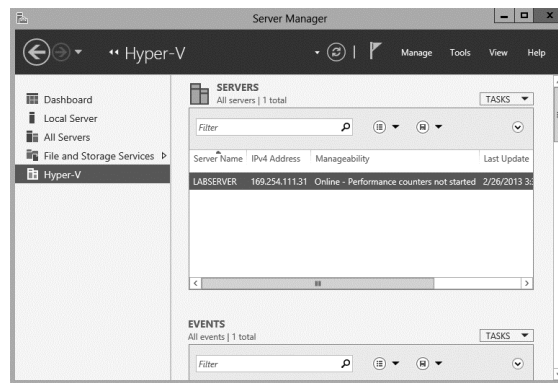 Server Manager
Hyper-V
Manage Tools View Help
Dashboard
Local Server
All Servers
File and Storage Services
Hyper-V
SERVERS
All servers | 1 total
TASKS
Filter
Server Name IPv4 Address Manageability Last Update
LABSERVER 169.254.111.31 Online - Performance counters not started 2/26/2013 3:
EVENTS
All events | 1 total
TASKS
Filter